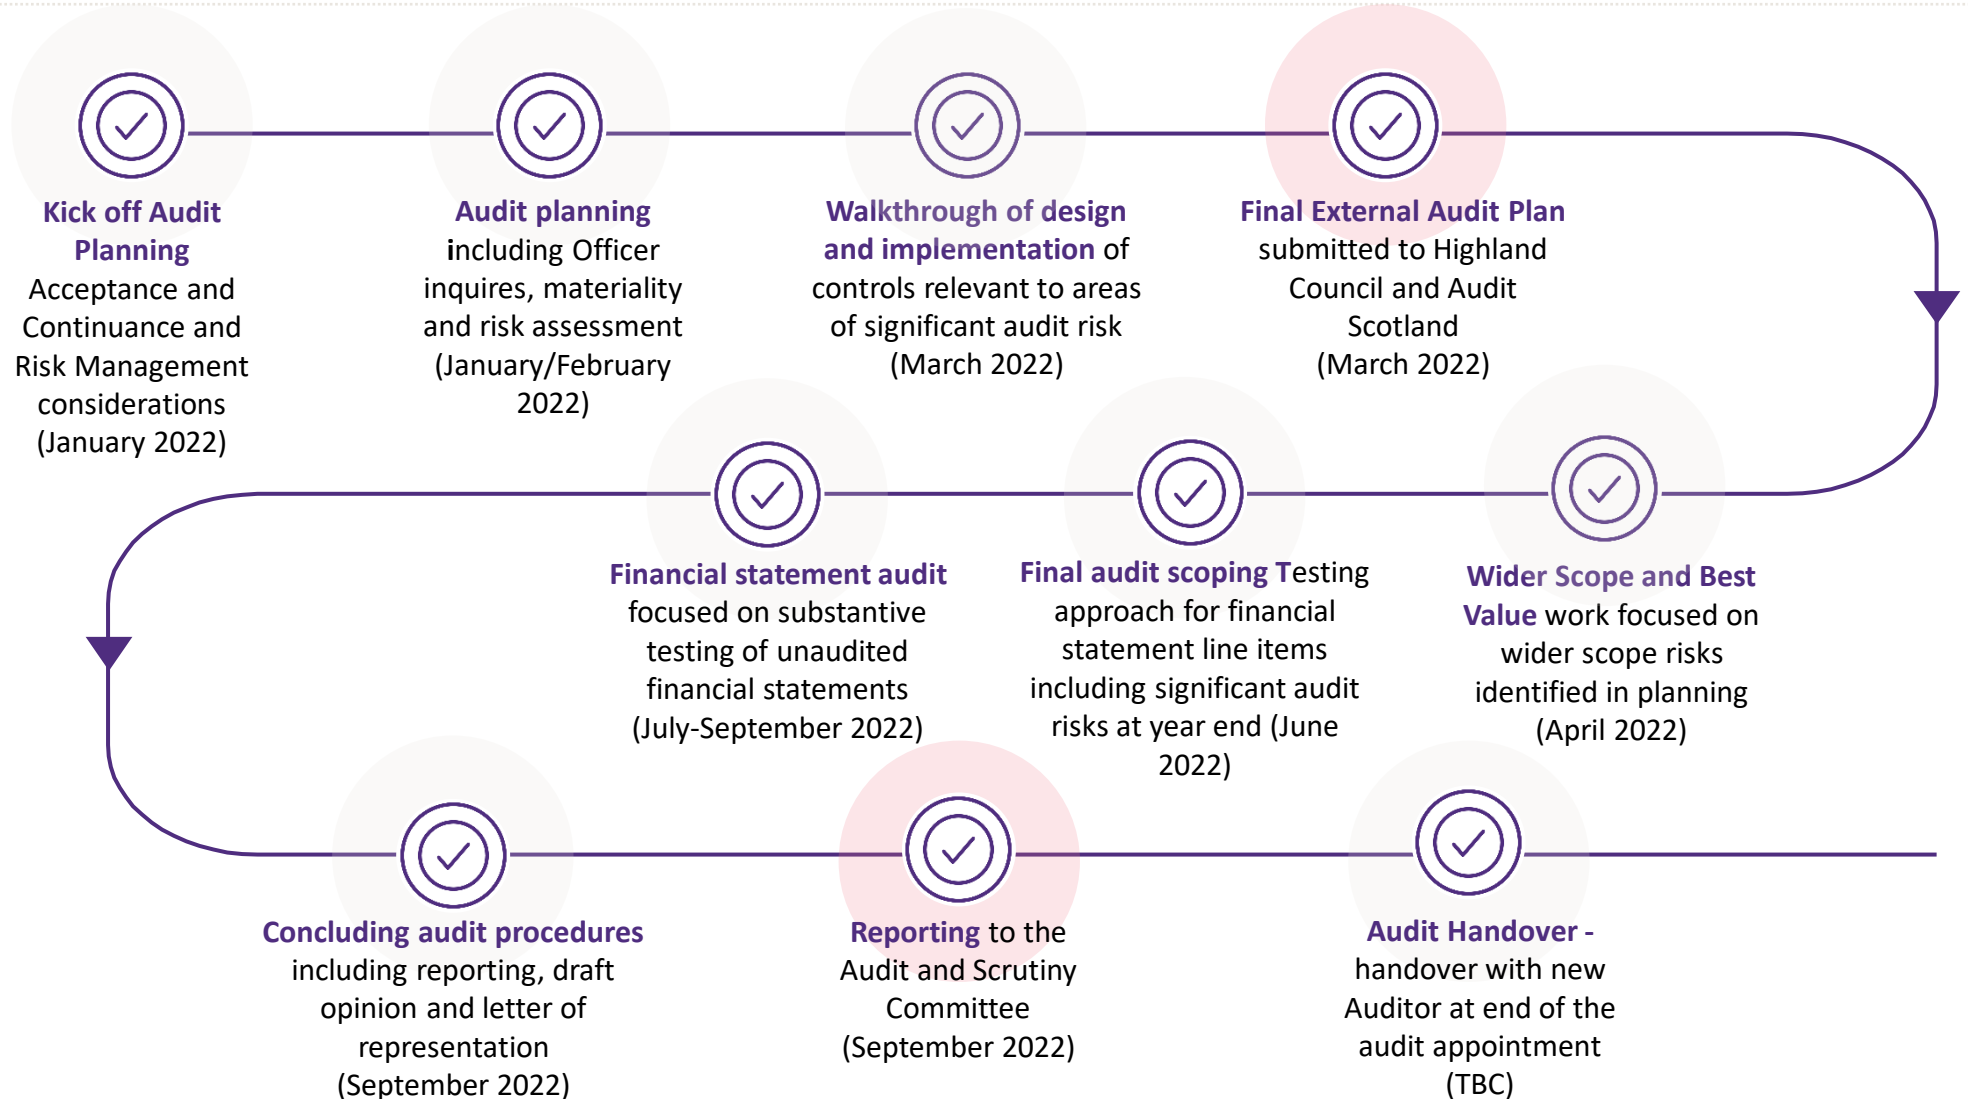 Kick off Audit
Planning
Acceptance and
Continuance and
Risk Management
considerations
(January 2022)
Audit planning
including Officer
inquires, materiality
and risk assessment
(January/February
2022)
Walkthrough of design
and implementation of
controls relevant to areas
of significant audit risk
(March 2022)
Final External Audit Plan
submitted to Highland
Council and Audit
Scotland
(March 2022)
Wider Scope and Best
Value work focused on
wider scope risks
identified in planning
(April 2022)
Final audit scoping Testing
approach for financial
statement line items
including significant audit
risks at year end (June
2022)
Financial statement audit
focused on substantive
testing of unaudited
financial statements
(July-September 2022)
Concluding audit procedures
including reporting, draft
opinion and letter of
representation
(September 2022)
Reporting to the
Audit and Scrutiny
Committee
(September 2022)
Audit Handover -
handover with new
Auditor at end of the
audit appointment
(TBC)